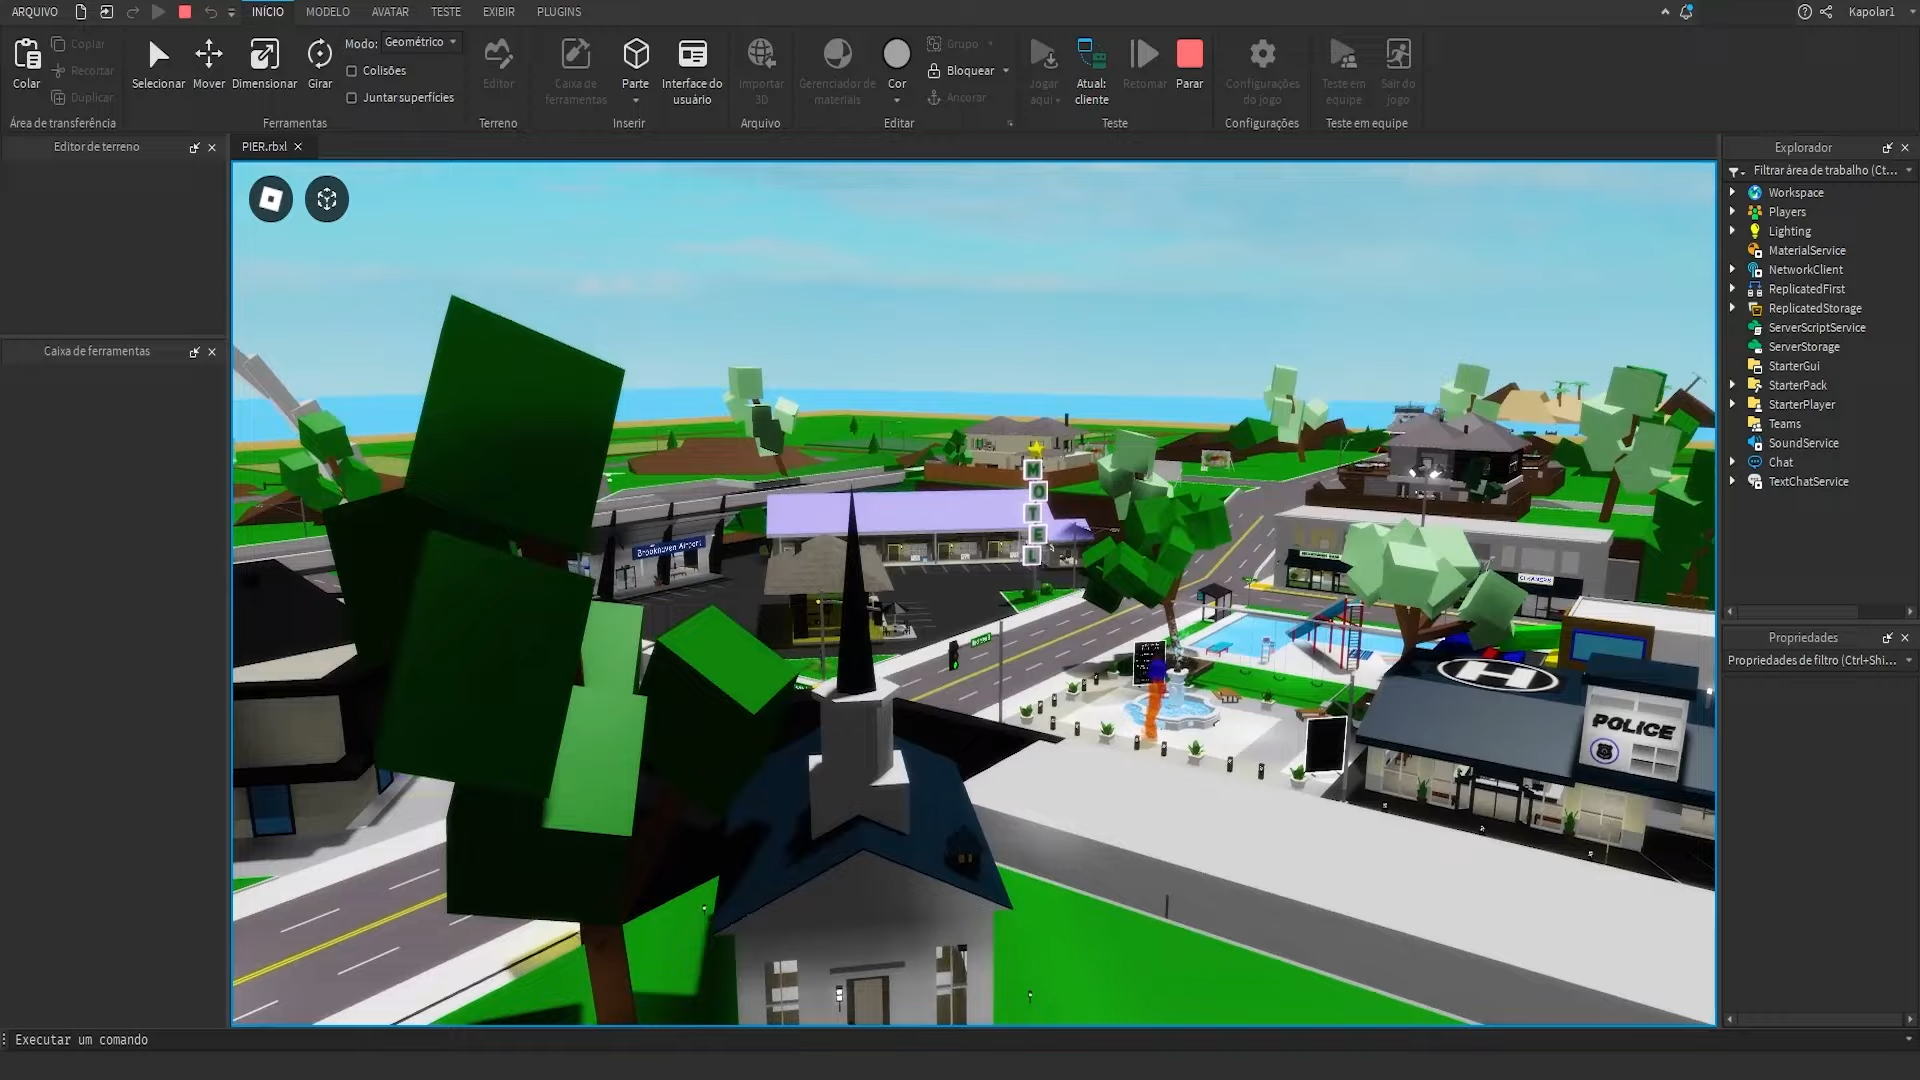 ARQUIVO
INÍCIO MODELO AVATAR TESTE EXIBIR PLUGINS
Kapolar1
Colar
Copiar
Recortar
Duplicar
Área de transferência
Selecionar
Mover
Dimensionar
Girar
Modo: Geométrico
Colisões
Juntar superfícies
Ferramentas
Editor
Terreno
Caixa de ferramentas
Parte
Interface do usuário
Inserir
Importar 3D
Arquivo
Gerenciador de materiais
Cor
Grupo
Bloquear
Ancorar
Editar
Jogar aqui
Atual: cliente
Retomar
Parar
Teste
Configurações do jogo
Configurações
Teste em equipe
Sair do jogo
Teste em equipe
Editor de terreno
PIER.rbxl
Explorador
Filtrar área de trabalho (Ct...
Workspace
Players
Lighting
MaterialService
NetworkClient
ReplicatedFirst
ReplicatedStorage
ServerScriptService
ServerStorage
StarterGui
StarterPack
StarterPlayer
Teams
SoundService
Chat
TextChatService
Caixa de ferramentas
MOTEL
Brookhaven Airport
CLEANERS
H
POLICE
Propriedades
Propriedades de filtro (Ctrl+Shi...
Executar um comando